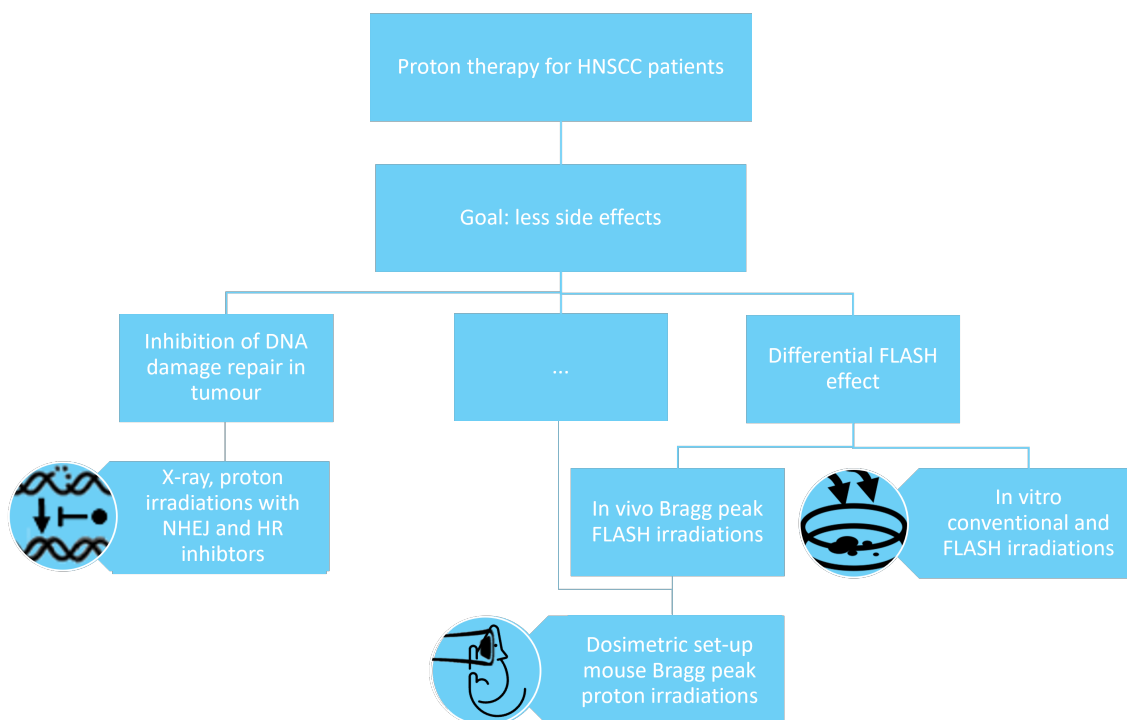 Proton therapy for HNSCC patients
Goal: less side effects
Inhibition of DNA
damage repair in
tumour
...
Differential FLASH
effect
X-ray, proton
irradiations with
NHEJ and HR
inhibtors
In vivo Bragg peak
FLASH irradiations
In vitro
conventional and
FLASH irradiations
Dosimetric set-up
mouse Bragg peak
proton irradiations